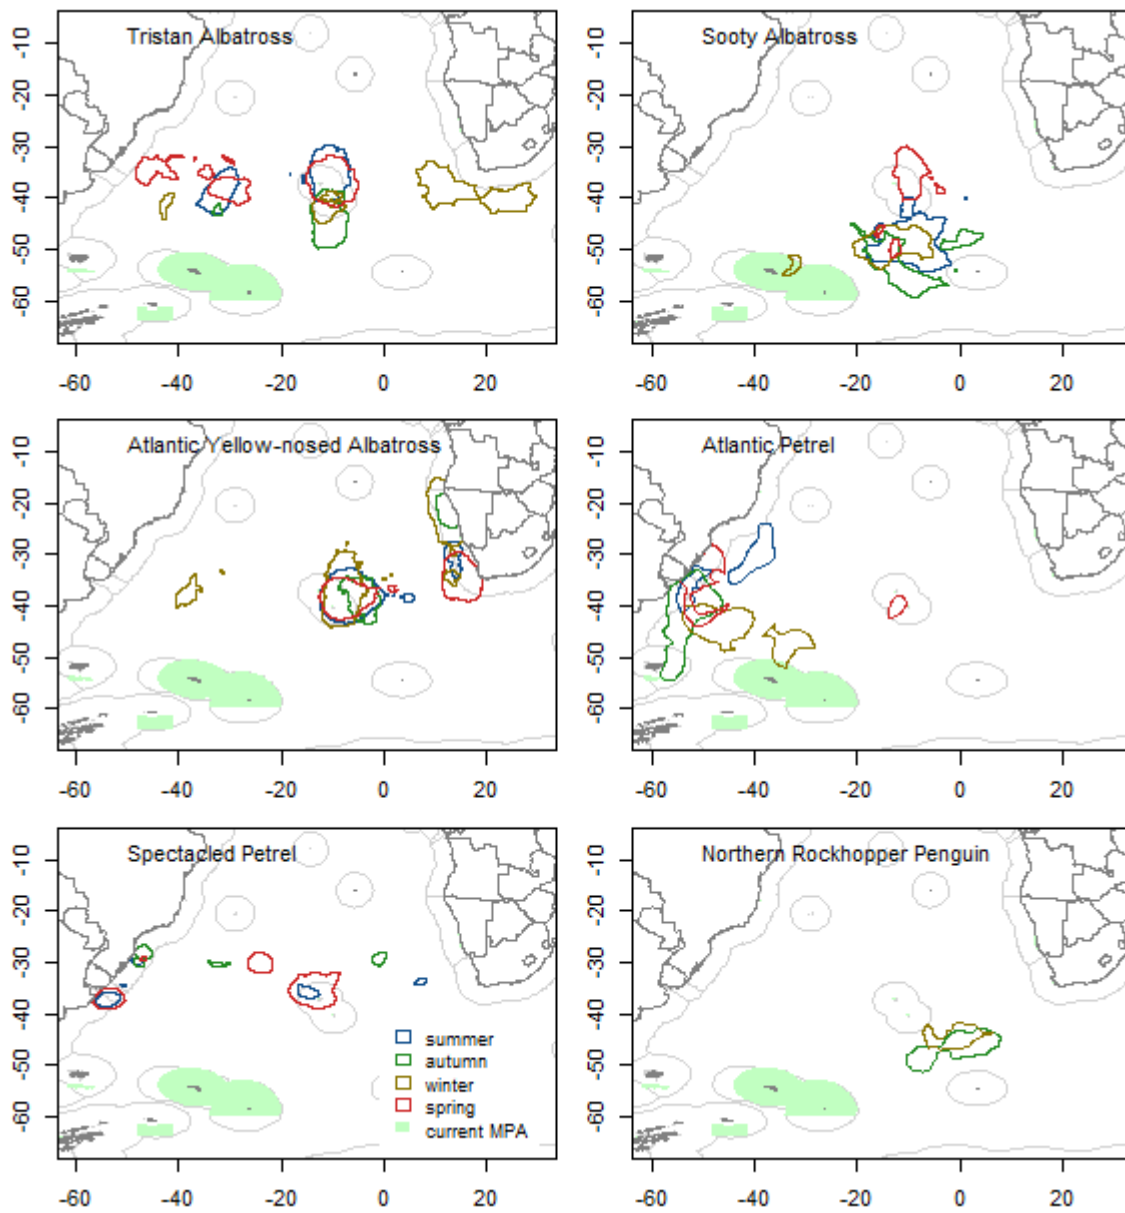 Tristan Albatross
Sooty Albatross
-10
-20
-30
-40
-50
-60
-10
-20
-30
-40
-50
-60
-60 -40 -20 0 20
-60 -40 -20 0 20
Atlantic Yellow-nosed Albatross
Atlantic Petrel
-10
-20
-30
-40
-50
-60
-10
-20
-30
-40
-50
-60
-60 -40 -20 0 20
-60 -40 -20 0 20
Spectacled Petrel
Northern Rockhopper Penguin
-10
-20
-30
-40
-50
-60
-10
-20
-30
-40
-50
-60
summer
autumn
winter
spring
current MPA
-60 -40 -20 0 20
-60 -40 -20 0 20